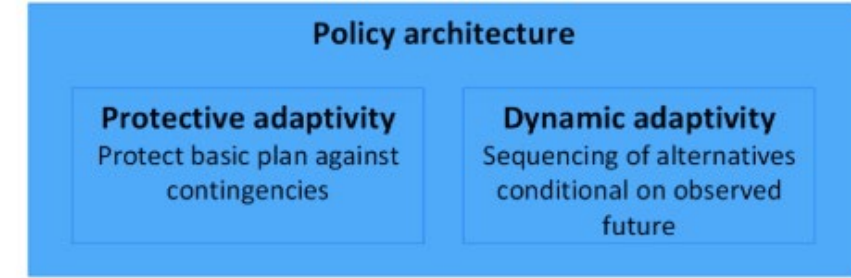 Policy architecture
Protective adaptivity
Protect basic plan against
contingencies
Dynamic adaptivity
Sequencing of alternatives
conditional on observed
future